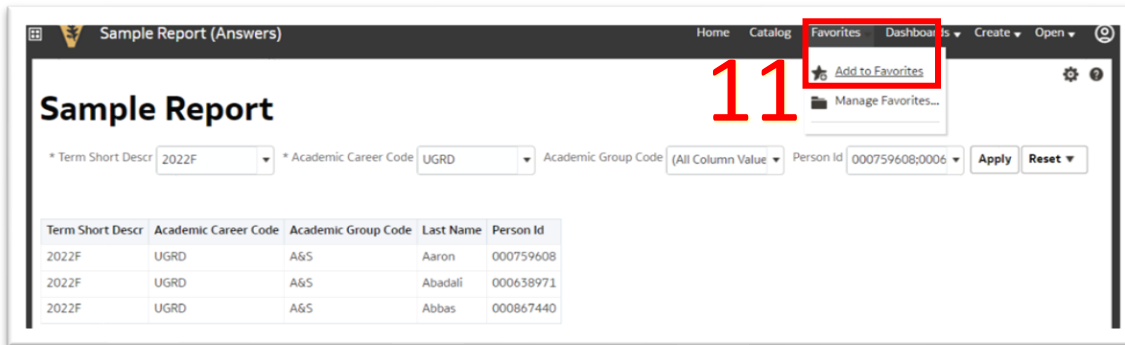 Sample Report (Answers)
Home Catalog Favorites Dashboards Create Open
11
Add to Favorites
Manage Favorites...
Sample Report
* Term Short Descr 2022F * Academic Career Code UGRD Academic Group Code (All Column Value Person Id 000759608;0006 Apply Reset
Term Short Descr Academic Career Code Academic Group Code Last Name Person Id
2022F UGRD A&S Aaron 000759608
2022F UGRD A&S Abadali 000638971
2022F UGRD A&S Abbas 000867440